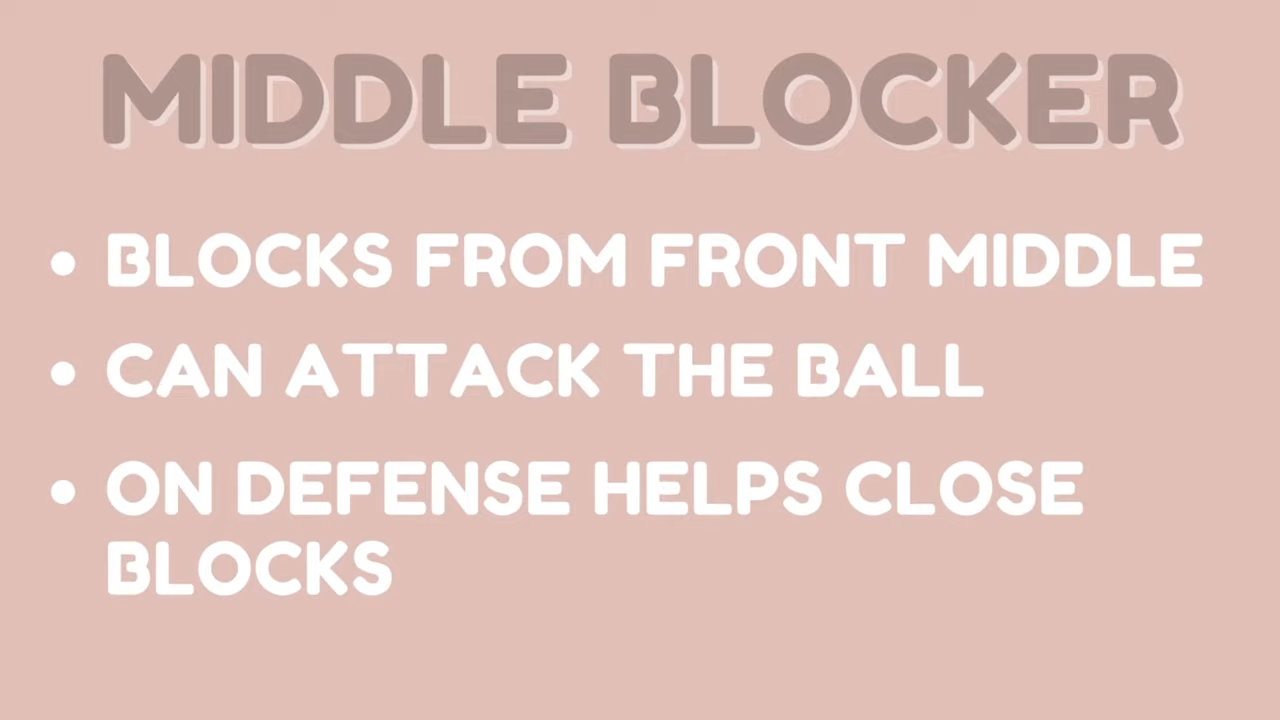 MIDDLE BLOCKER
• BLOCKS FROM FRONT MIDDLE
• CAN ATTACK THE BALL
• ON DEFENSE HELPS CLOSE
BLOCKS